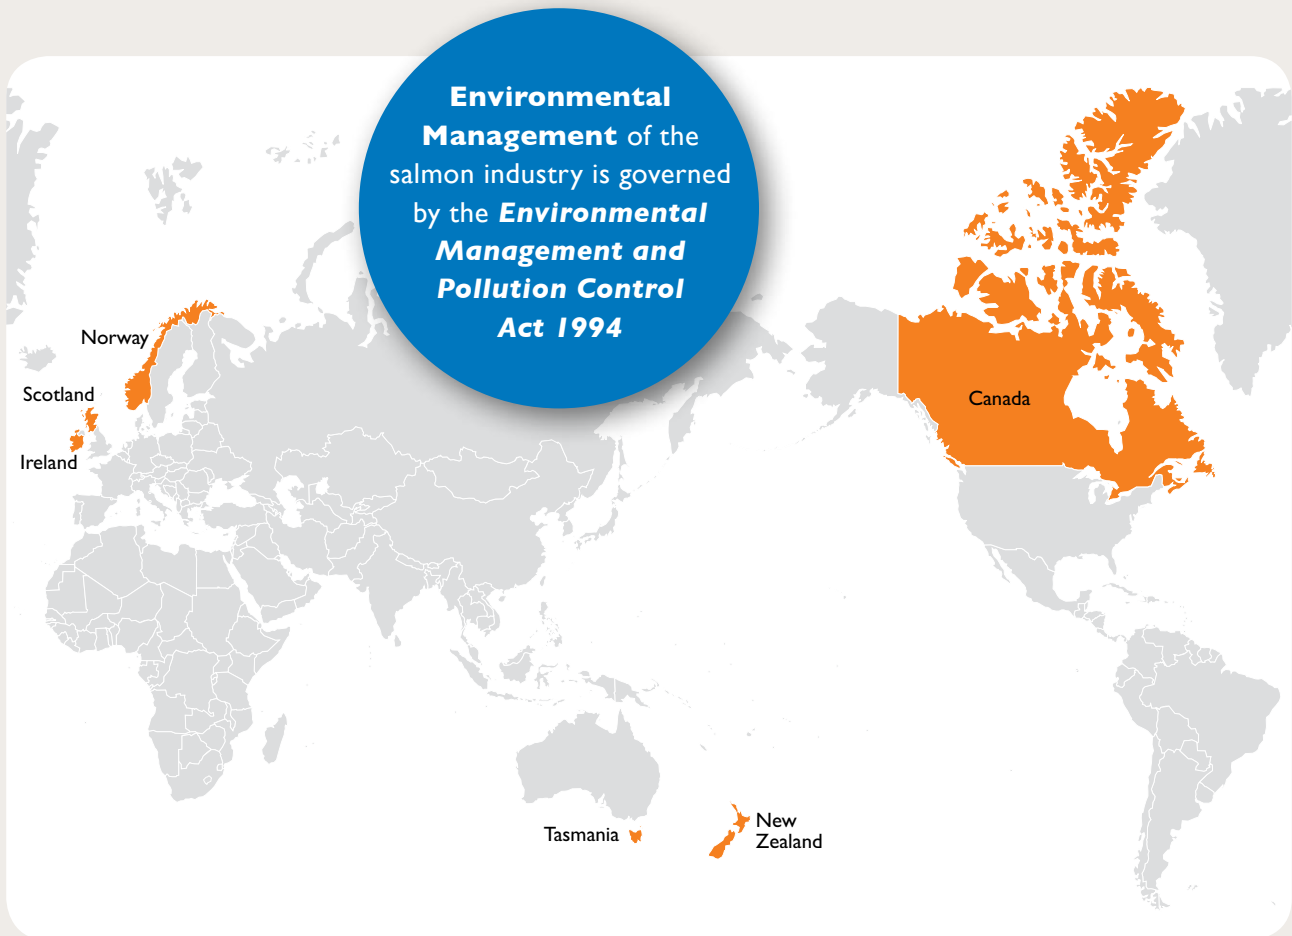 Environmental
Management of the
salmon industry is governed
by the Environmental
Management and
Pollution Control
Act 1994
Norway
Scotland
Ireland
Canada
Tasmania
New
Zealand